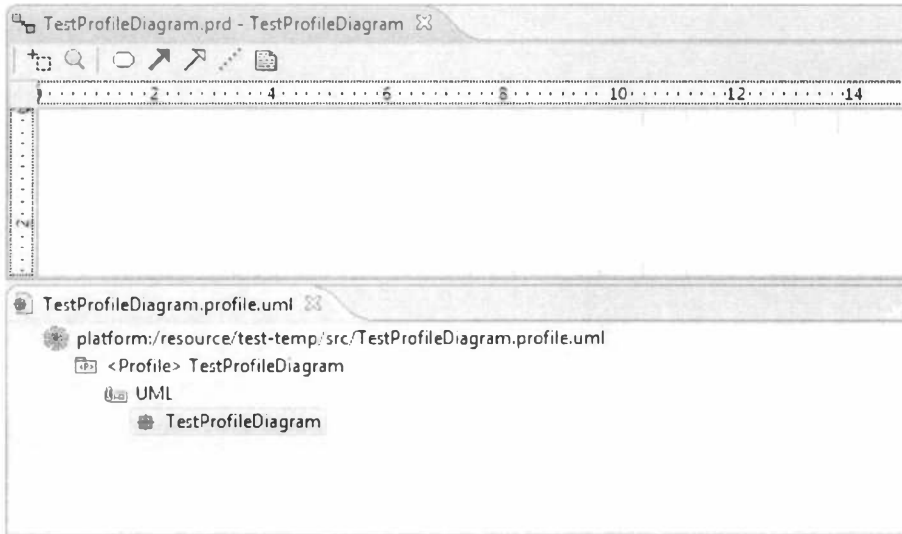 TestProfileDiagram.prd - TestProfileDiagram
2 4 6 8 10 12 14
2
TestProfileDiagram.profile.uml
platform:/resource/test-temp/src/TestProfileDiagram.profile.uml
<Profile> TestProfileDiagram
UML
TestProfileDiagram